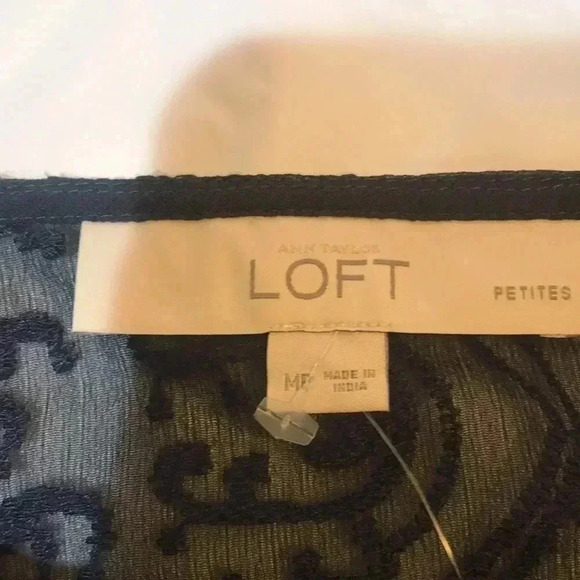 ANN TAYLOR
LOFT
PETITES
MP
MADE IN
INDIA